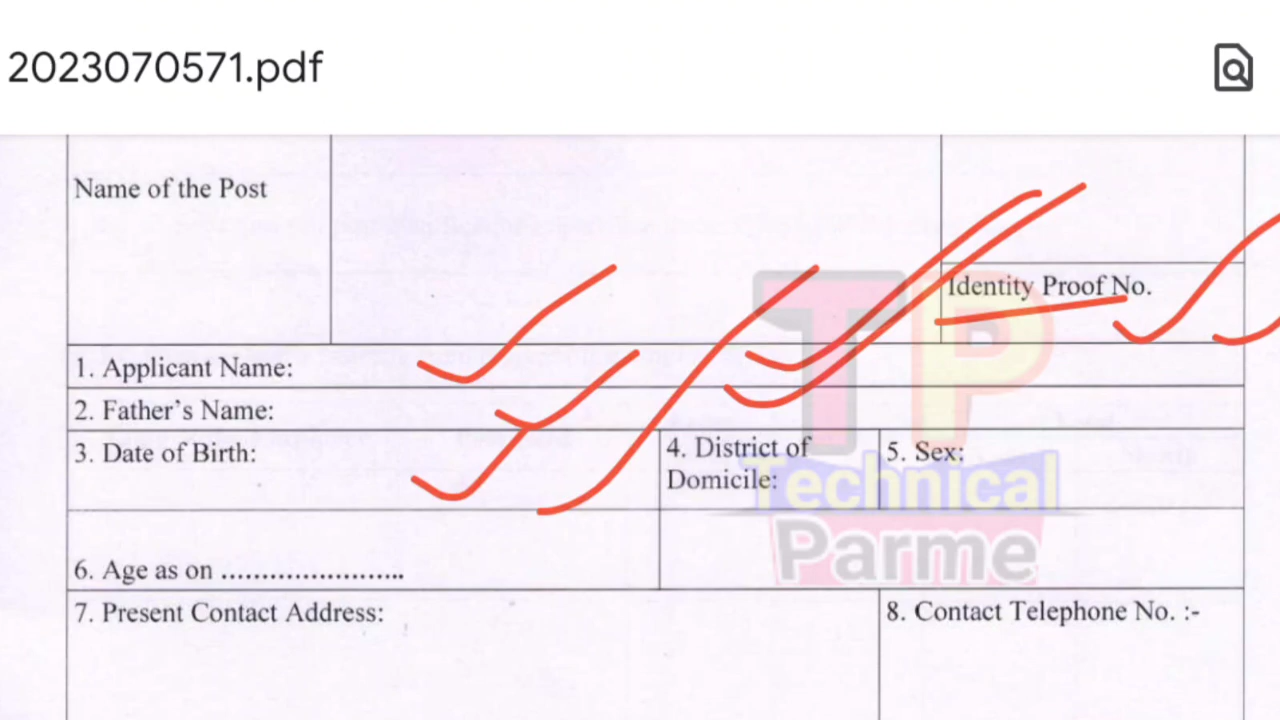 2023070571.pdf
Name of the Post
Identity Proof No.
1. Applicant Name:
2. Father's Name:
3. Date of Birth:
4. District of
Domicile:
5. Sex:
6. Age as on .......................
7. Present Contact Address:
8. Contact Telephone No. :-
TP
Technical
Parme